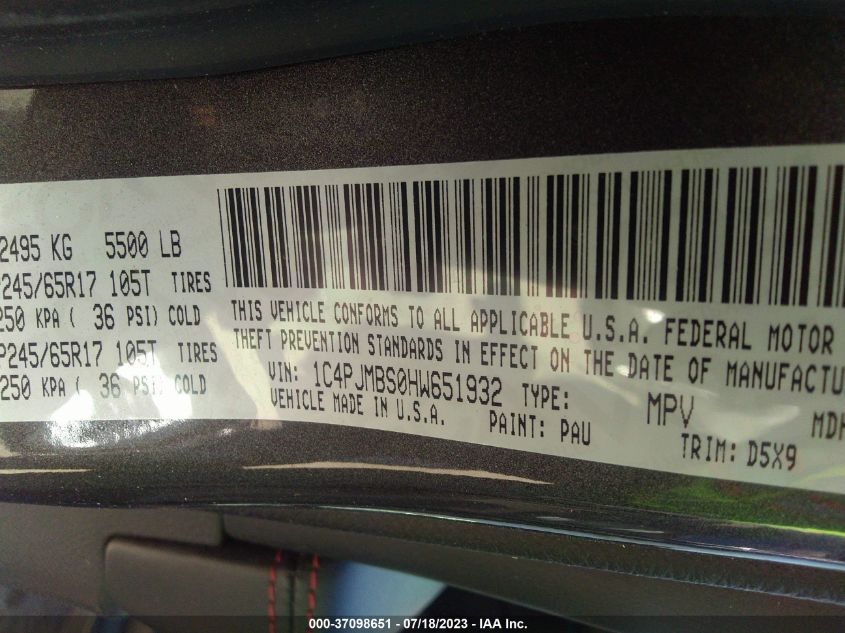 2495 KG 5500 LB
P245/65R17 105T TIRES
250 KPA ( 36 PSI) COLD
P245/65R17 105T TIRES
250 KPA ( 36 PSI) COLD
THIS VEHICLE CONFORMS TO ALL APPLICABLE U.S.A. FEDERAL MOTOR
THEFT PREVENTION STANDARDS IN EFFECT ON THE DATE OF MANUFACTU
VIN: 1C4PJMBS0HW651932 TYPE: MPV
VEHICLE MADE IN U.S.A. PAINT: PAU MDH
TRIM: D5X9
000-37098651 - 07/18/2023 - IAA Inc.